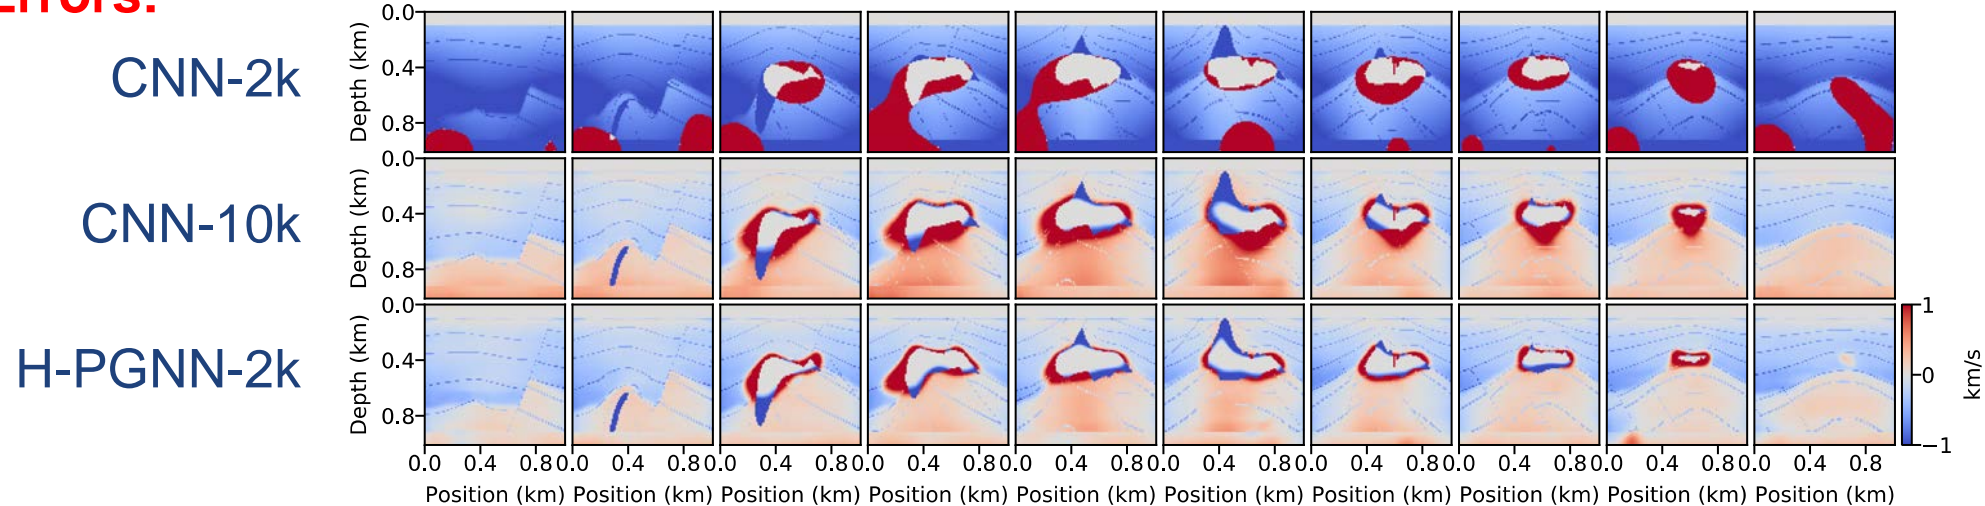 Errors:
CNN-2k
CNN-10k
H-PGNN-2k
Depth (km)
0.0
0.4
0.8
Depth (km)
0.0
0.4
0.8
Depth (km)
0.0
0.4
0.8
0.0 0.4 0.8 0.0 0.4 0.8 0.0 0.4 0.8 0.0 0.4 0.8 0.0 0.4 0.8 0.0 0.4 0.8 0.0 0.4 0.8 0.0 0.4 0.8 0.0 0.4 0.8 0.0 0.4 0.8
Position (km) Position (km) Position (km) Position (km) Position (km) Position (km) Position (km) Position (km) Position (km) Position (km)
1
0
−1
km/s